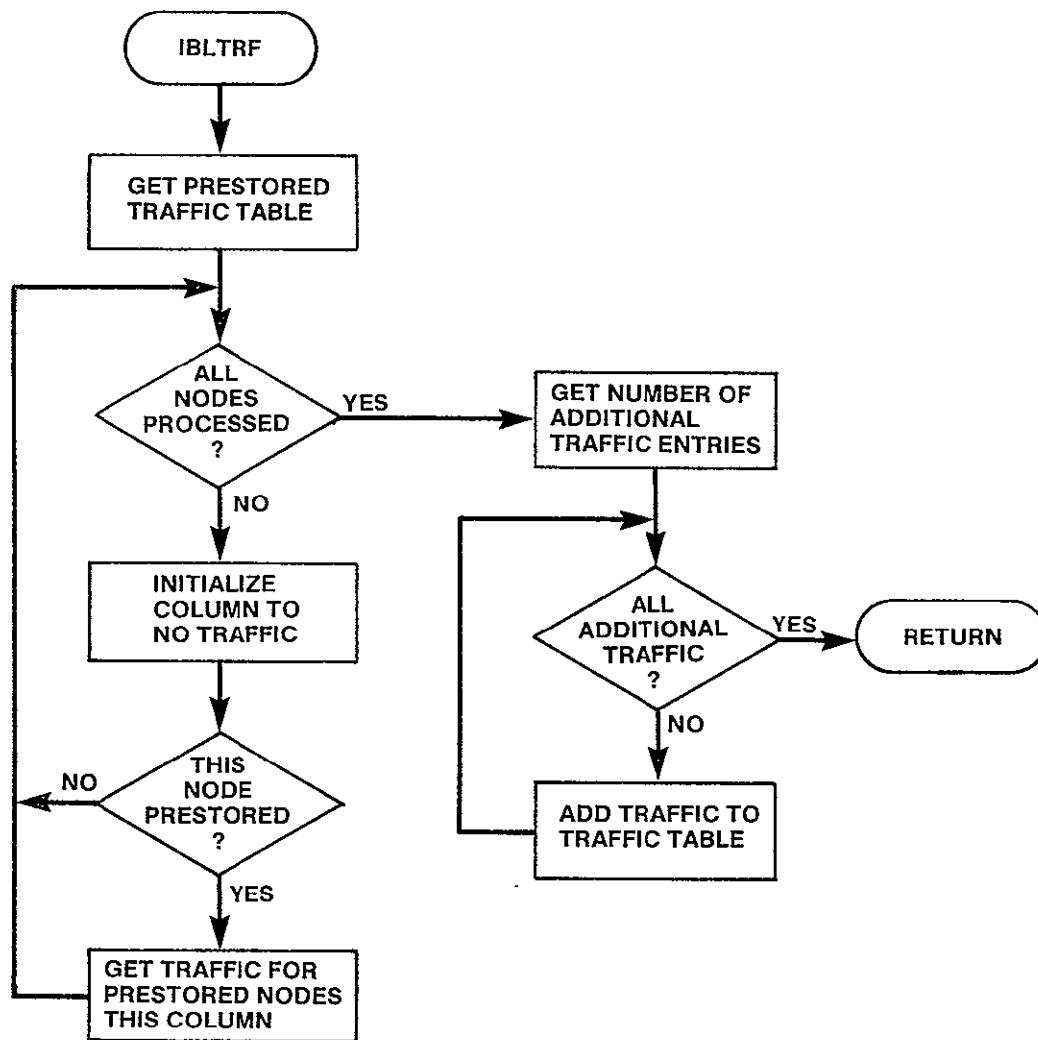 IBLTRF
GET PRESTORED
TRAFFIC TABLE
ALL
NODES
PROCESSED
?
YES
NO
GET NUMBER OF
ADDITIONAL
TRAFFIC ENTRIES
INITIALIZE
COLUMN TO
NO TRAFFIC
ALL
ADDITIONAL
TRAFFIC
?
YES
NO
RETURN
THIS
NODE
PRESTORED
?
NO
YES
ADD TRAFFIC TO
TRAFFIC TABLE
GET TRAFFIC FOR
PRESTORED NODES
THIS COLUMN